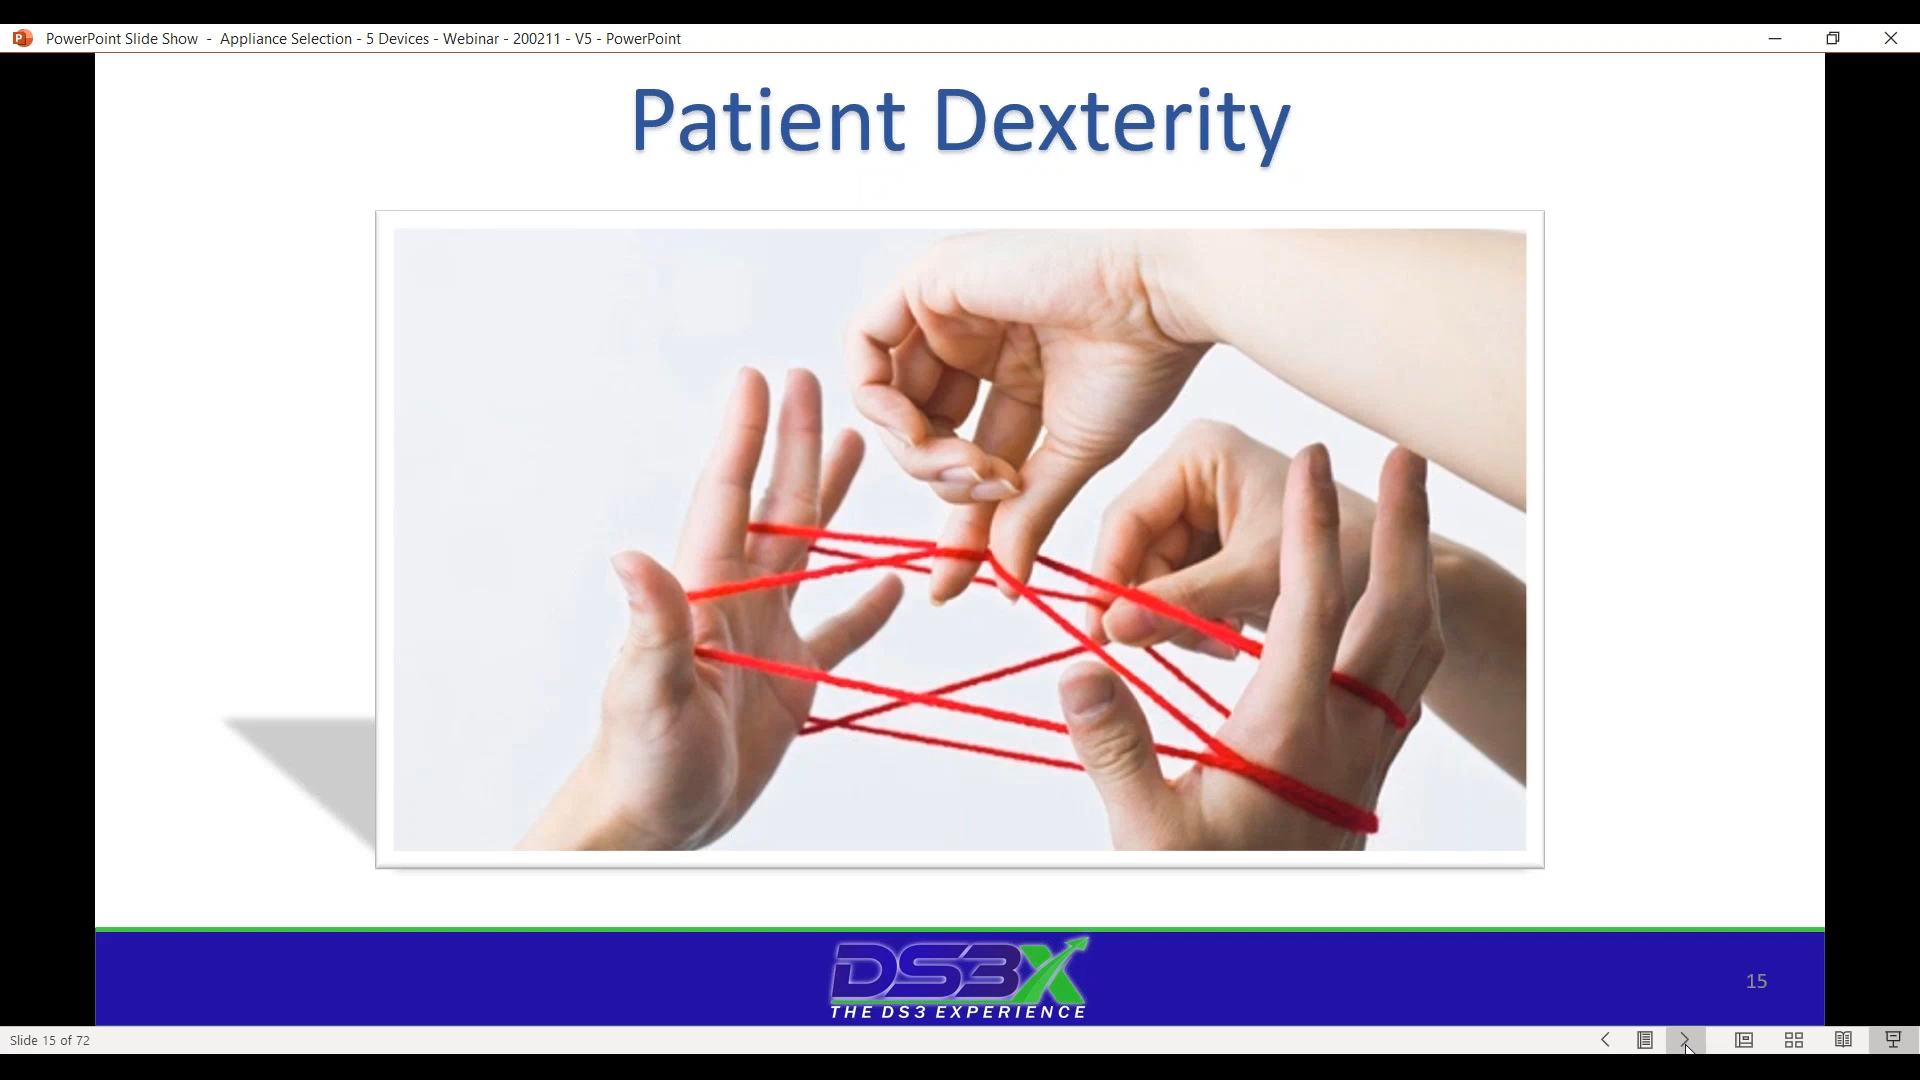 PowerPoint Slide Show - Appliance Selection - 5 Devices - Webinar - 200211 - V5 - PowerPoint
Patient Dexterity
DS3X
THE DS3 EXPERIENCE
15
Slide 15 of 72